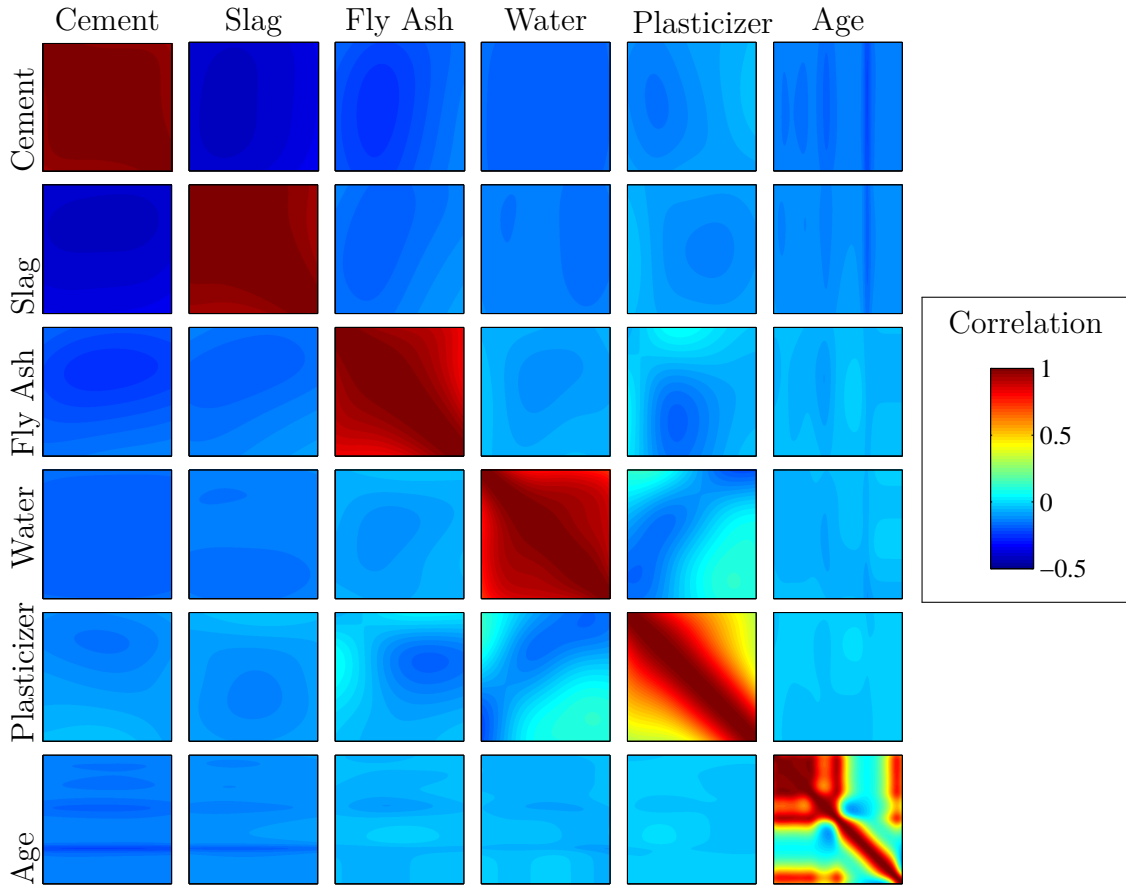 Cement Slag Fly Ash Water Plasticizer Age
Cement
Slag
Fly Ash
Water
Plasticizer
Age
Correlation
1
0.5
0
−0.5